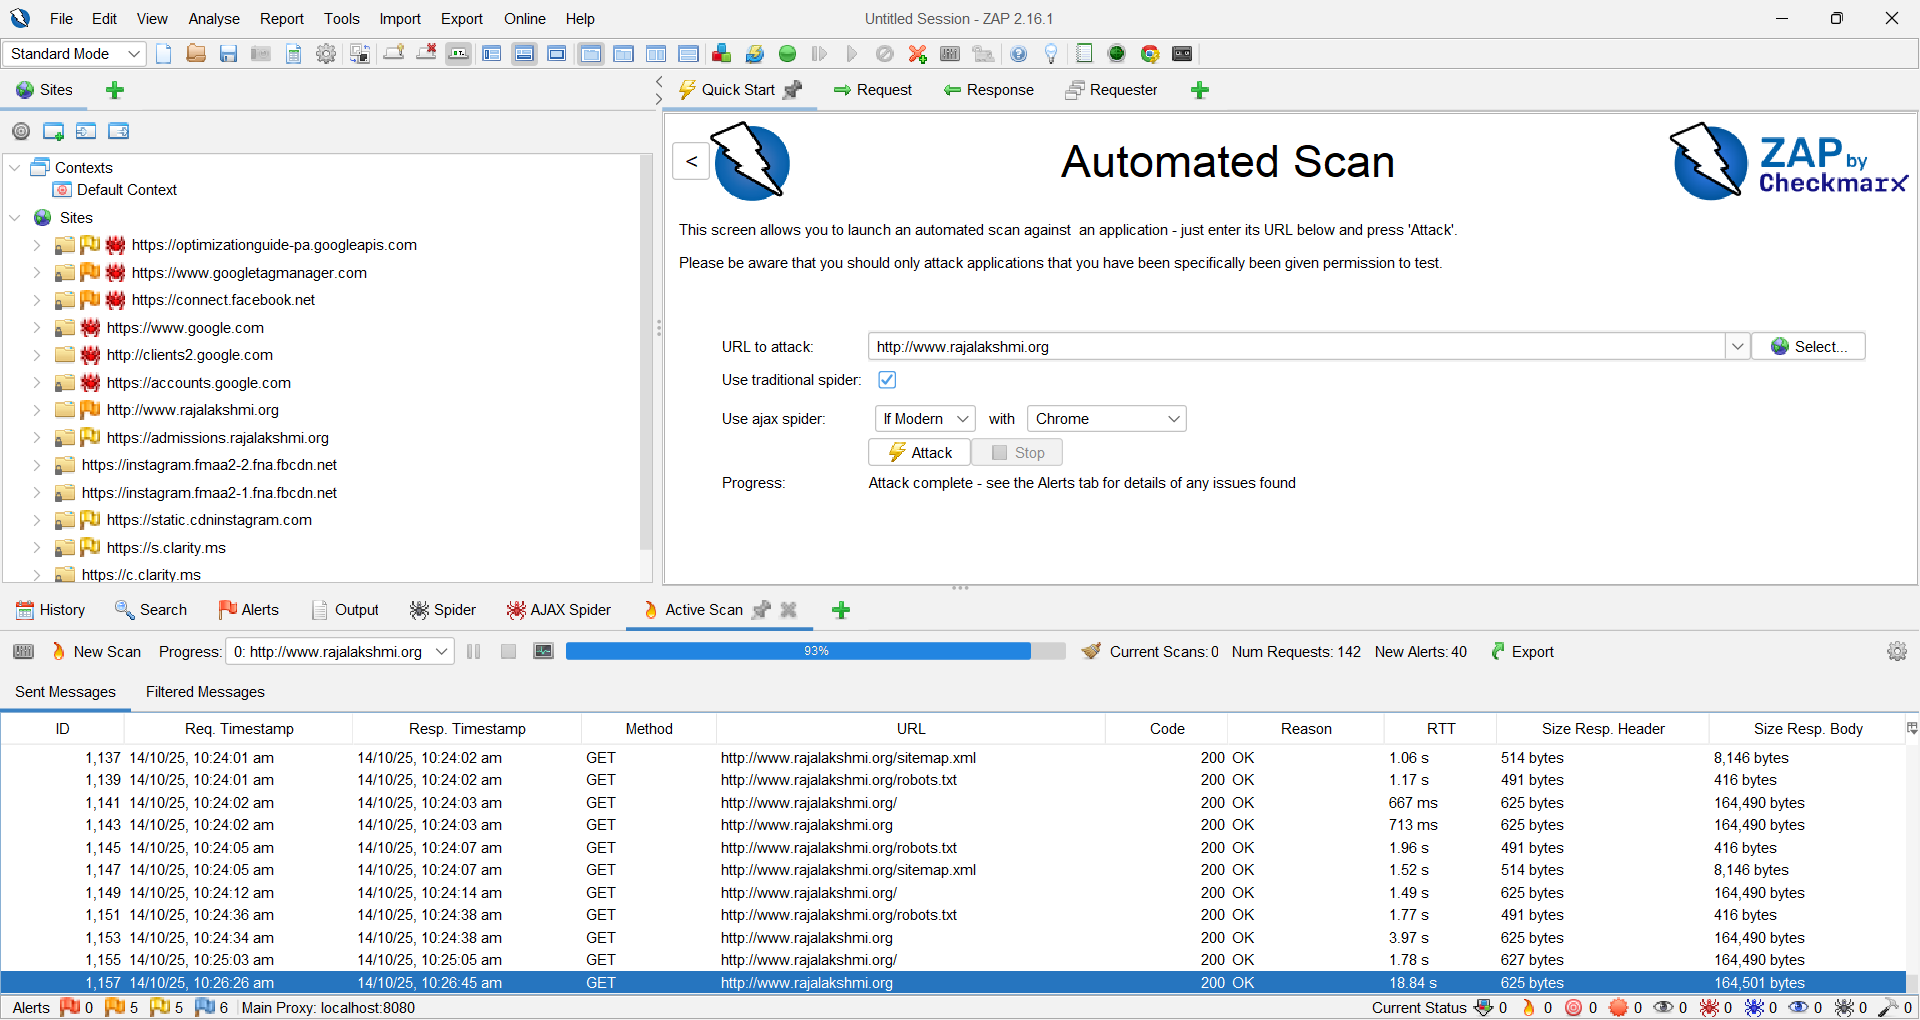 File Edit View Analyse Report Tools Import Export Online Help
Untitled Session - ZAP 2.16.1
Standard Mode
Sites
Quick Start Request Response Requester
Contexts
Default Context
Sites
https://optimizationguide-pa.googleapis.com
https://www.googletagmanager.com
https://connect.facebook.net
https://www.google.com
http://clients2.google.com
https://accounts.google.com
http://www.rajalakshmi.org
https://admissions.rajalakshmi.org
https://instagram.fmaa2-2.fna.fbcdn.net
https://instagram.fmaa2-1.fna.fbcdn.net
https://static.cdninstagram.com
https://s.clarity.ms
https://c.clarity.ms
<
Automated Scan
ZAP by
Checkmarx
This screen allows you to launch an automated scan against  an application - just enter its URL below and press 'Attack'.
Please be aware that you should only attack applications that you have been specifically been given permission to test.
URL to attack: http://www.rajalakshmi.org Select...
Use traditional spider:
Use ajax spider: If Modern with Chrome
Attack Stop
Progress: Attack complete - see the Alerts tab for details of any issues found
History Search Alerts Output Spider AJAX Spider Active Scan
New Scan Progress: 0: http://www.rajalakshmi.org 93% Current Scans: 0 Num Requests: 142 New Alerts: 40 Export
Sent Messages Filtered Messages
ID Req. Timestamp Resp. Timestamp Method URL Code Reason RTT Size Resp. Header Size Resp. Body
1,137 14/10/25, 10:24:01 am 14/10/25, 10:24:02 am GET http://www.rajalakshmi.org/sitemap.xml 200 OK 1.06 s 514 bytes 8,146 bytes
1,139 14/10/25, 10:24:01 am 14/10/25, 10:24:02 am GET http://www.rajalakshmi.org/robots.txt 200 OK 1.17 s 491 bytes 416 bytes
1,141 14/10/25, 10:24:02 am 14/10/25, 10:24:03 am GET http://www.rajalakshmi.org/ 200 OK 667 ms 625 bytes 164,490 bytes
1,143 14/10/25, 10:24:02 am 14/10/25, 10:24:03 am GET http://www.rajalakshmi.org 200 OK 713 ms 625 bytes 164,490 bytes
1,145 14/10/25, 10:24:05 am 14/10/25, 10:24:07 am GET http://www.rajalakshmi.org/robots.txt 200 OK 1.96 s 491 bytes 416 bytes
1,147 14/10/25, 10:24:05 am 14/10/25, 10:24:07 am GET http://www.rajalakshmi.org/sitemap.xml 200 OK 1.52 s 514 bytes 8,146 bytes
1,149 14/10/25, 10:24:12 am 14/10/25, 10:24:14 am GET http://www.rajalakshmi.org/ 200 OK 1.49 s 625 bytes 164,490 bytes
1,151 14/10/25, 10:24:36 am 14/10/25, 10:24:38 am GET http://www.rajalakshmi.org/robots.txt 200 OK 1.77 s 491 bytes 416 bytes
1,153 14/10/25, 10:24:34 am 14/10/25, 10:24:38 am GET http://www.rajalakshmi.org 200 OK 3.97 s 625 bytes 164,490 bytes
1,155 14/10/25, 10:25:03 am 14/10/25, 10:25:05 am GET http://www.rajalakshmi.org/ 200 OK 1.78 s 627 bytes 164,490 bytes
1,157 14/10/25, 10:26:26 am 14/10/25, 10:26:45 am GET http://www.rajalakshmi.org 200 OK 18.84 s 625 bytes 164,501 bytes
Alerts 0 5 5 6 Main Proxy: localhost:8080 Current Status 0 0 0 0 0 0 0 0 0 0